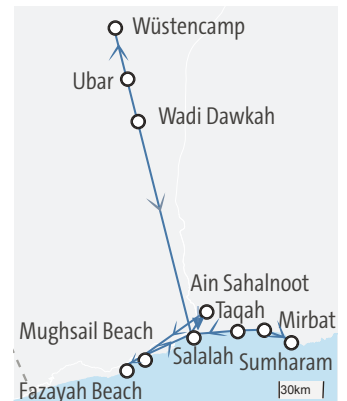 Wüstencamp
Ubar
Wadi Dawkah
Ain Sahalnoot
Taqah
Mirbat
Mughsail Beach
Salalah
Sumharam
Fazayah Beach
30km